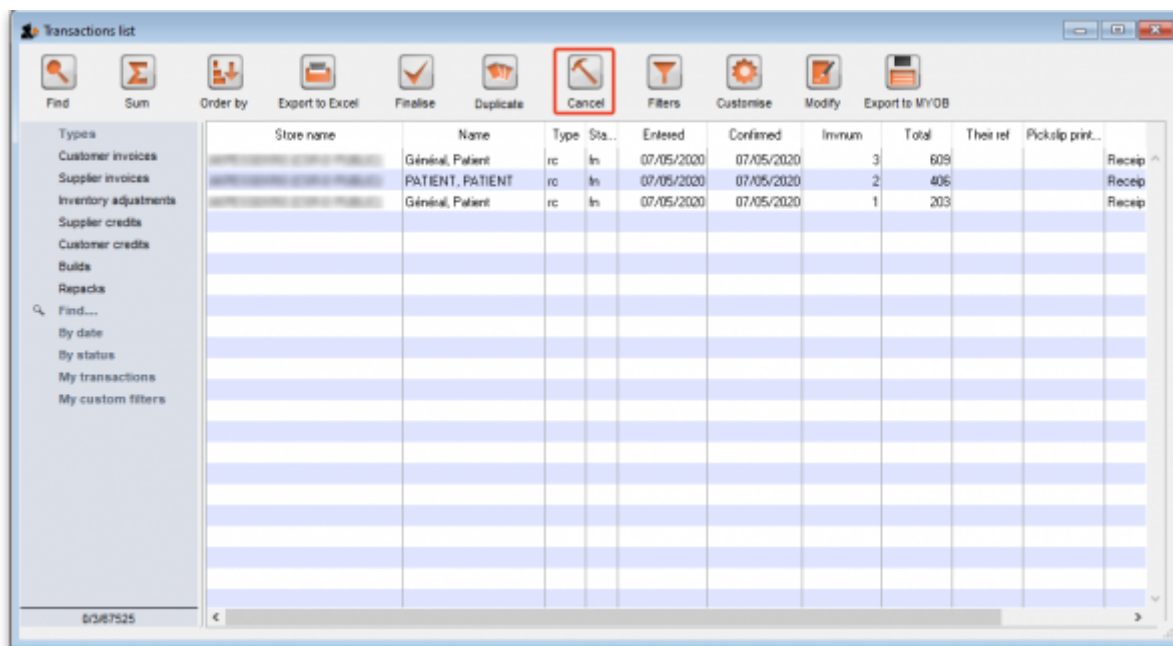 Transactions list
Find Sum Order by Export to Excel Finalise Duplicate Cancel Filters Customise Modify Export to MYOB
Types
Customer invoices
Supplier invoices
Inventory adjustments
Supplier credits
Customer credits
Builds
Repacks
Find....
By date
By status
My transactions
My custom filters
0/3/67525
Store name Name Type Sta... Entered Confirmed Invnum Total Their ref Pickslip print...
Général, Patient rc fn 07/05/2020 07/05/2020 3 609 Receip
PATIENT, PATIENT rc fn 07/05/2020 07/05/2020 2 406 Receip
Général, Patient rc fn 07/05/2020 07/05/2020 1 203 Receip